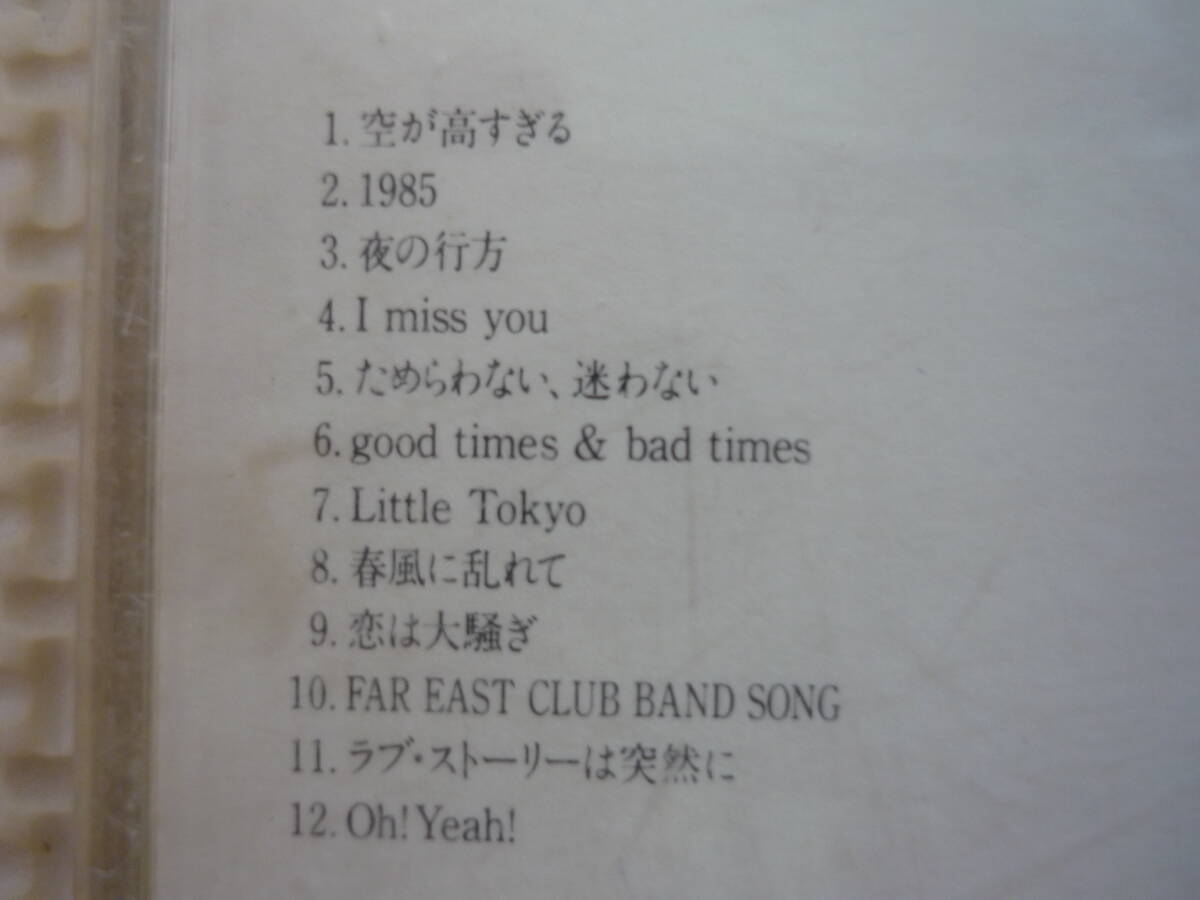 1. 空が高すぎる
2. 1985
3. 夜の行方
4. I miss you
5. ためらわない、迷わない
6. good times & bad times
7. Little Tokyo
8. 春風に乱れて
9. 恋は大騒ぎ
10. FAR EAST CLUB BAND SONG
11. ラブ・ストーリーは突然に
12. Oh! Yeah!